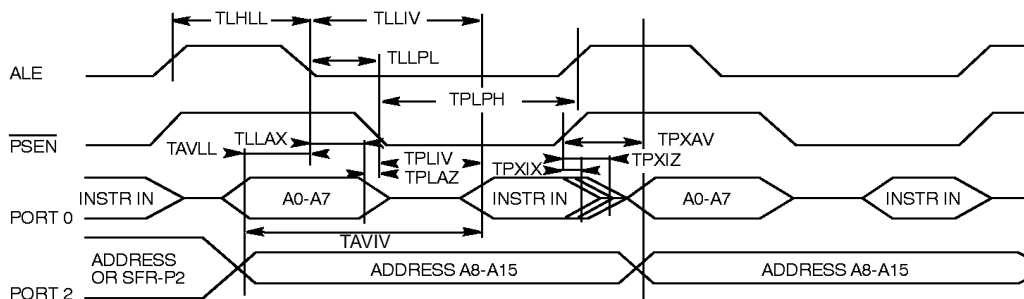 TLHLL TLLIV
TLLPL
ALE
TPLPH
TLLAX TPXAV
PSEN
TAVLL TPLIV TPXIZ
TPLAZ TPXIX
INSTR IN A0-A7 INSTR IN A0-A7 INSTR IN
PORT 0
TAVIV
ADDRESS
OR SFR-P2 ADDRESS A8-A15 ADDRESS A8-A15
PORT 2